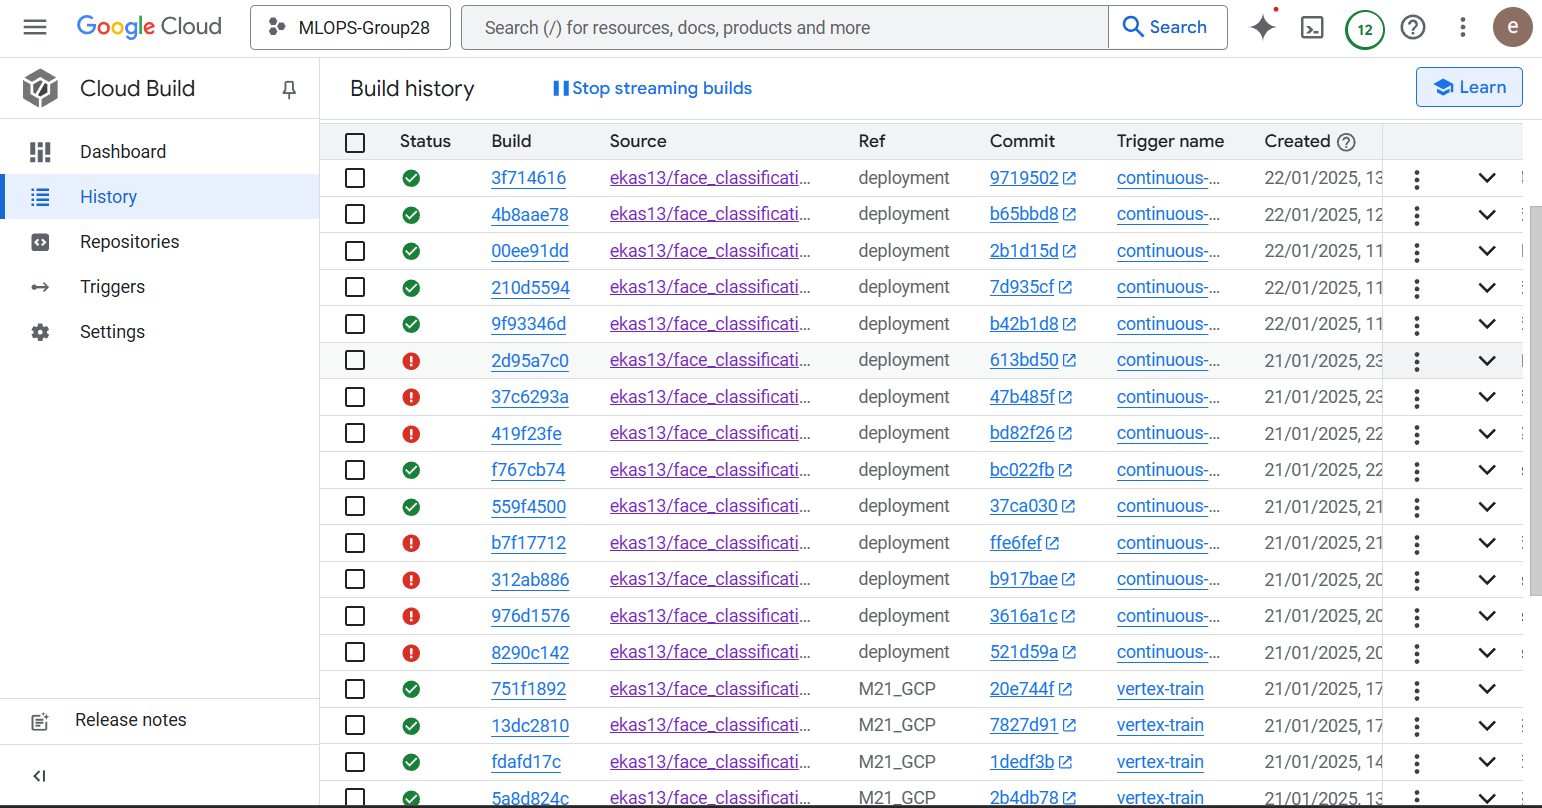 Google Cloud MLOPS-Group28 Search (/) for resources, docs, products and more Search 12 e
Cloud Build
Dashboard
History
Repositories
Triggers
Settings
Release notes
Build history Stop streaming builds Learn
Status Build Source Ref Commit Trigger name Created
3f714616 ekas13/face_classificati... deployment 9719502 continuous-... 22/01/2025, 13
4b8aae78 ekas13/face_classificati... deployment b65bbd8 continuous-... 22/01/2025, 12
00ee91dd ekas13/face_classificati... deployment 2b1d15d continuous-... 22/01/2025, 11
210d5594 ekas13/face_classificati... deployment 7d935cf continuous-... 22/01/2025, 11
9f93346d ekas13/face_classificati... deployment b42b1d8 continuous-... 22/01/2025, 11
2d95a7c0 ekas13/face_classificati... deployment 613bd50 continuous-... 21/01/2025, 23
37c6293a ekas13/face_classificati... deployment 47b485f continuous-... 21/01/2025, 23
419f23fe ekas13/face_classificati... deployment bd82f26 continuous-... 21/01/2025, 22
f767cb74 ekas13/face_classificati... deployment bc022fb continuous-... 21/01/2025, 22
559f4500 ekas13/face_classificati... deployment 37ca030 continuous-... 21/01/2025, 21
b7f17712 ekas13/face_classificati... deployment ffe6fef continuous-... 21/01/2025, 21
312ab886 ekas13/face_classificati... deployment b917bae continuous-... 21/01/2025, 20
976d1576 ekas13/face_classificati... deployment 3616a1c continuous-... 21/01/2025, 20
8290c142 ekas13/face_classificati... deployment 521d59a continuous-... 21/01/2025, 20
751f1892 ekas13/face_classificati... M21_GCP 20e744f vertex-train 21/01/2025, 17
13dc2810 ekas13/face_classificati... M21_GCP 7827d91 vertex-train 21/01/2025, 17
fdafd17c ekas13/face_classificati... M21_GCP 1dedf3b vertex-train 21/01/2025, 14
5a8d824c ekas13/face_classificati... M21_GCP 2b4db78 vertex-train 21/01/2025, 13